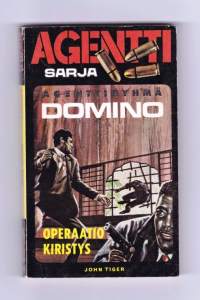 AGENTTI
SARJA
AGENTTIRYHMÄ
DOMINO
OPERAATIO
KIRISTYS
JOHN TIGER